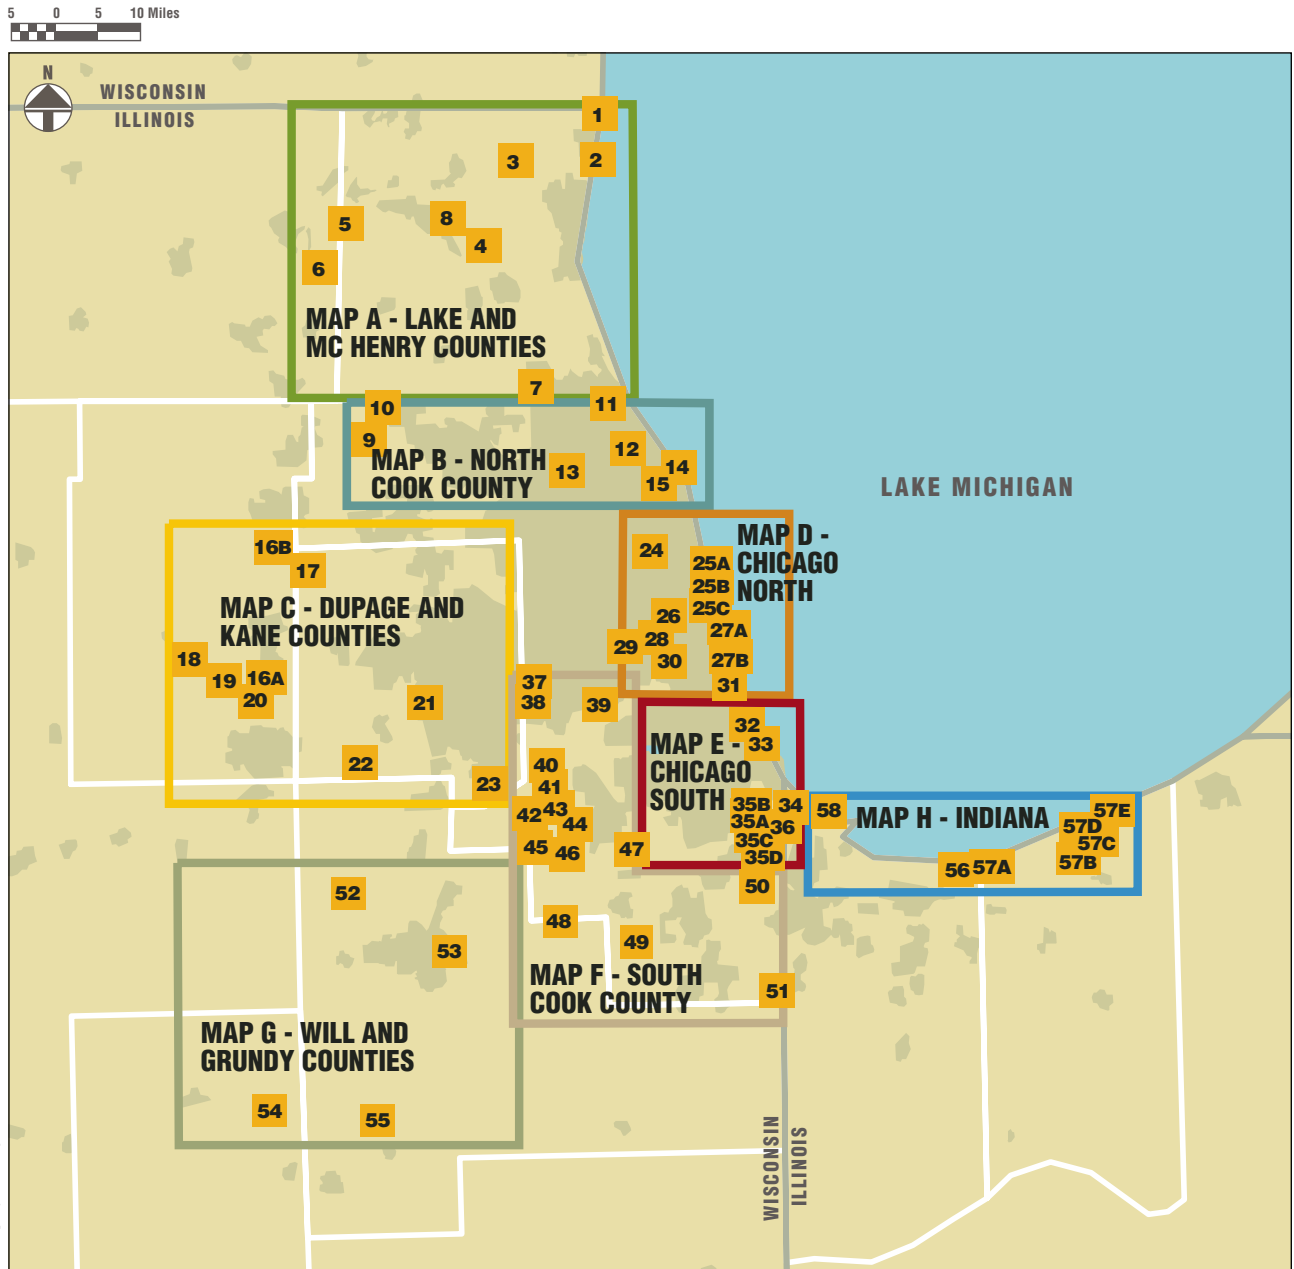 5 0 5 10 Miles
N
WISCONSIN
ILLINOIS
1
2
3
8
5
4
6
MAP A - LAKE AND
MC HENRY COUNTIES
7
10
11
9
12
MAP B - NORTH
COOK COUNTY
13
14
15
LAKE MICHIGAN
16B
17
MAP C - DUPAGE AND
KANE COUNTIES
18
19
16A
20
21
22
23
24
MAP D -
CHICAGO
NORTH
25A
25B
25C
26
27A
28
29
27B
30
31
37
38
39
32
33
MAP E -
CHICAGO
SOUTH
40
41
42
43
44
45
46
47
35B
34
35A
36
35C
35D
58
MAP H - INDIANA
57E
57D
57C
57B
56
57A
50
52
53
48
49
MAP F - SOUTH
COOK COUNTY
51
MAP G - WILL AND
GRUNDY COUNTIES
54
55
WISCONSIN
ILLINOIS